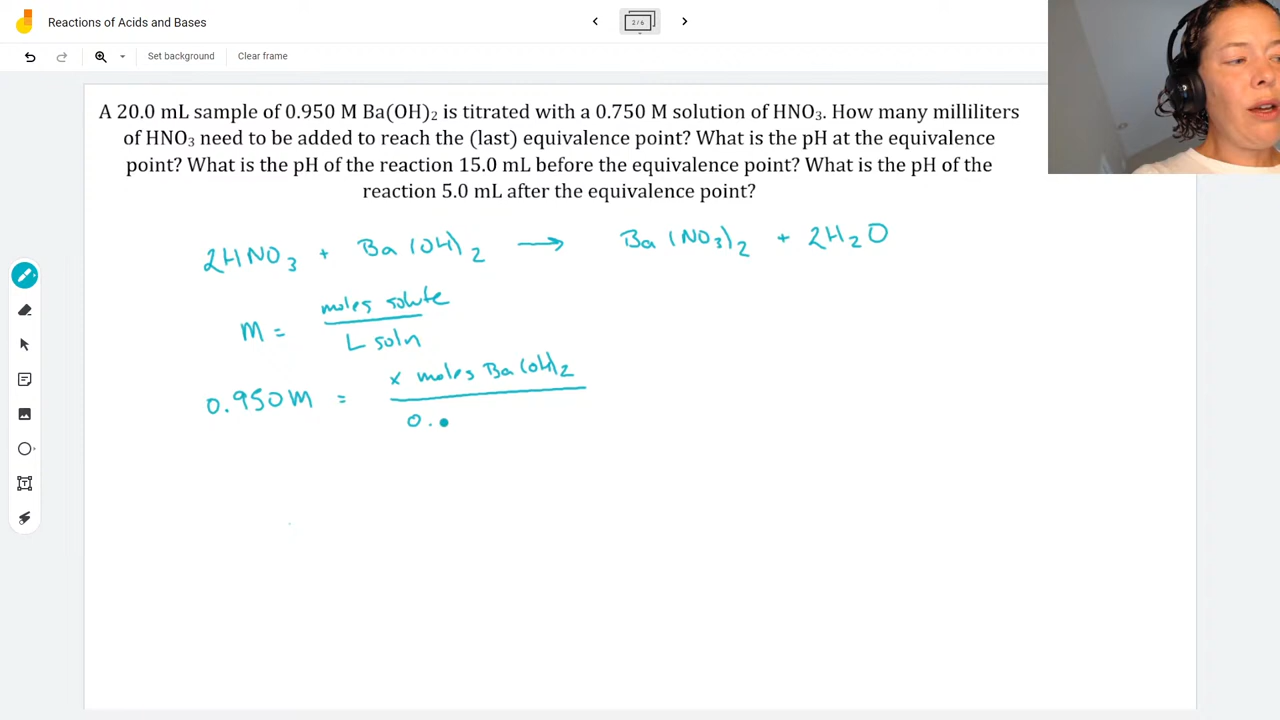 Reactions of Acids and Bases
2 / 6
Set background
Clear frame
A 20.0 mL sample of 0.950 M Ba(OH)₂ is titrated with a 0.750 M solution of HNO₃. How many milliliters
of HNO₃ need to be added to reach the (last) equivalence point? What is the pH at the equivalence
point? What is the pH of the reaction 15.0 mL before the equivalence point? What is the pH of the
reaction 5.0 mL after the equivalence point?
2HNO₃ + Ba(OH)₂ → Ba(NO₃)₂ + 2H₂O
M = moles solute / L soln
0.950M = x moles Ba(OH)₂ / 0.